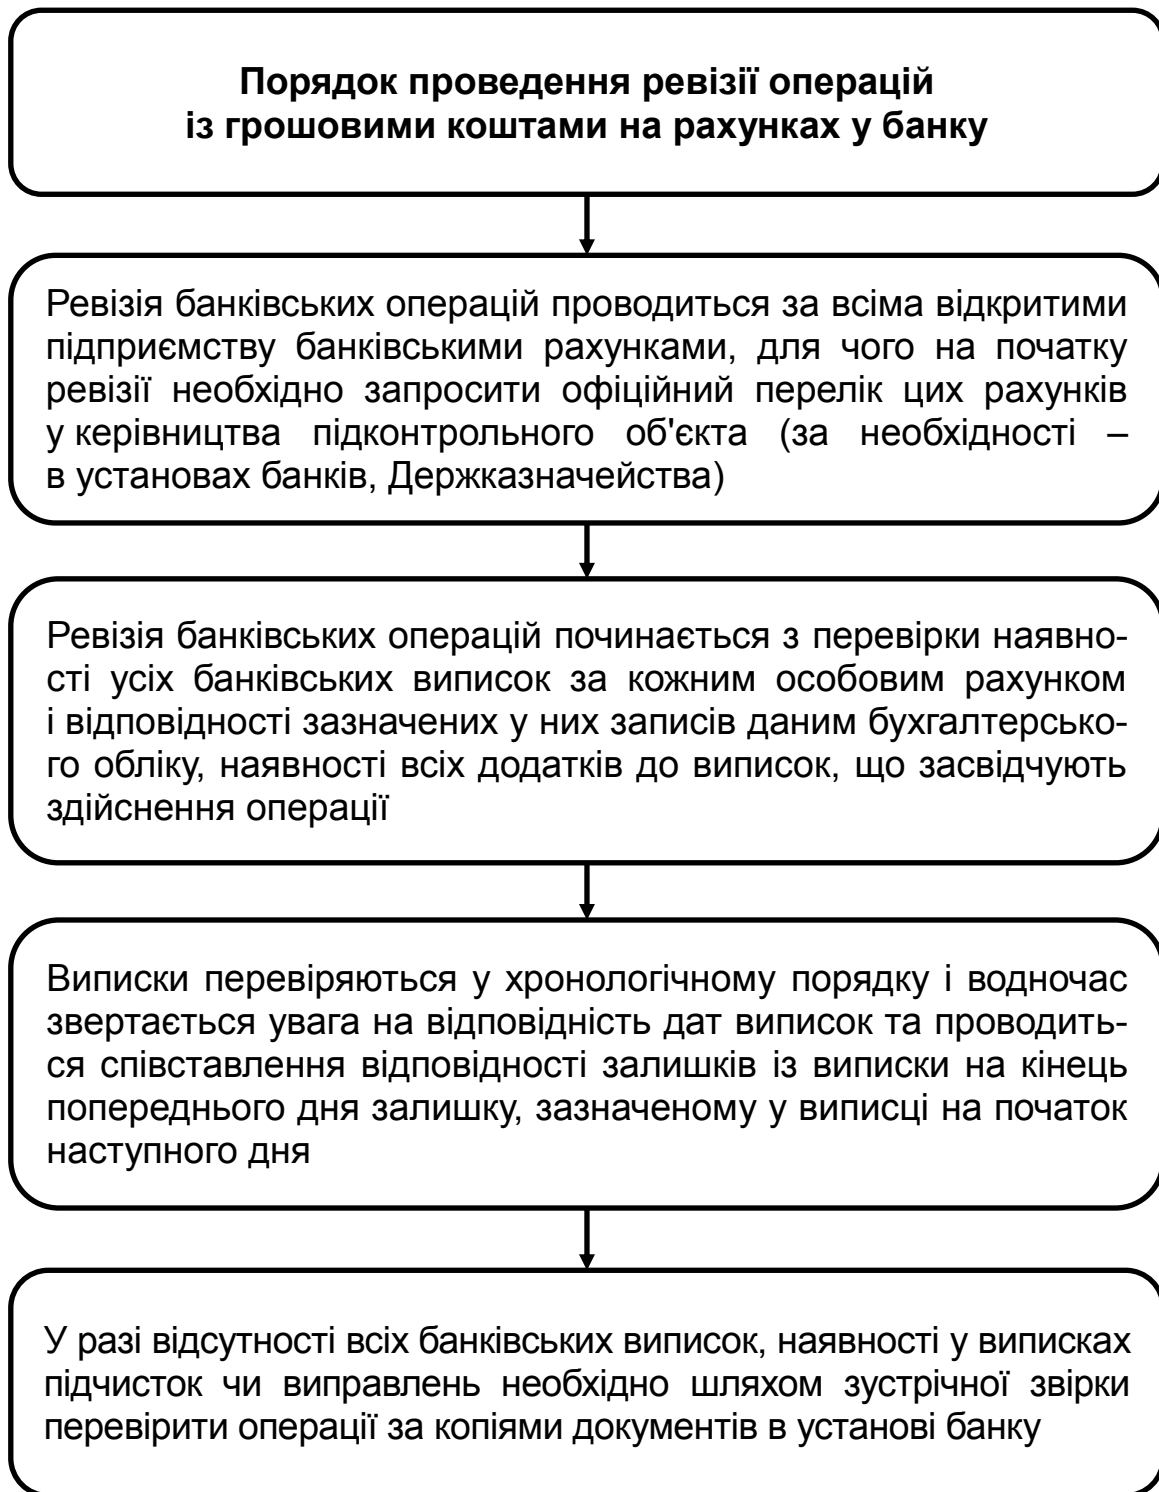 Порядок проведення ревізії операцій
із грошовими коштами на рахунках у банку
Ревізія банківських операцій проводиться за всіма відкритими
підприємству банківськими рахунками, для чого на початку
ревізії необхідно запросити офіційний перелік цих рахунків
у керівництва підконтрольного об'єкта (за необхідності –
в установах банків, Держказначейства)
Ревізія банківських операцій починається з перевірки наявно-
сті усіх банківських виписок за кожним особовим рахунком
і відповідності зазначених у них записів даним бухгалтерсько-
го обліку, наявності всіх додатків до виписок, що засвідчують
здійснення операції
Виписки перевіряються у хронологічному порядку і водночас
звертається увага на відповідність дат виписок та проводить-
ся співставлення відповідності залишків із виписки на кінець
попереднього дня залишку, зазначеному у виписці на початок
наступного дня
У разі відсутності всіх банківських виписок, наявності у виписках
підчисток чи виправлень необхідно шляхом зустрічної звірки
перевірити операції за копіями документів в установі банку